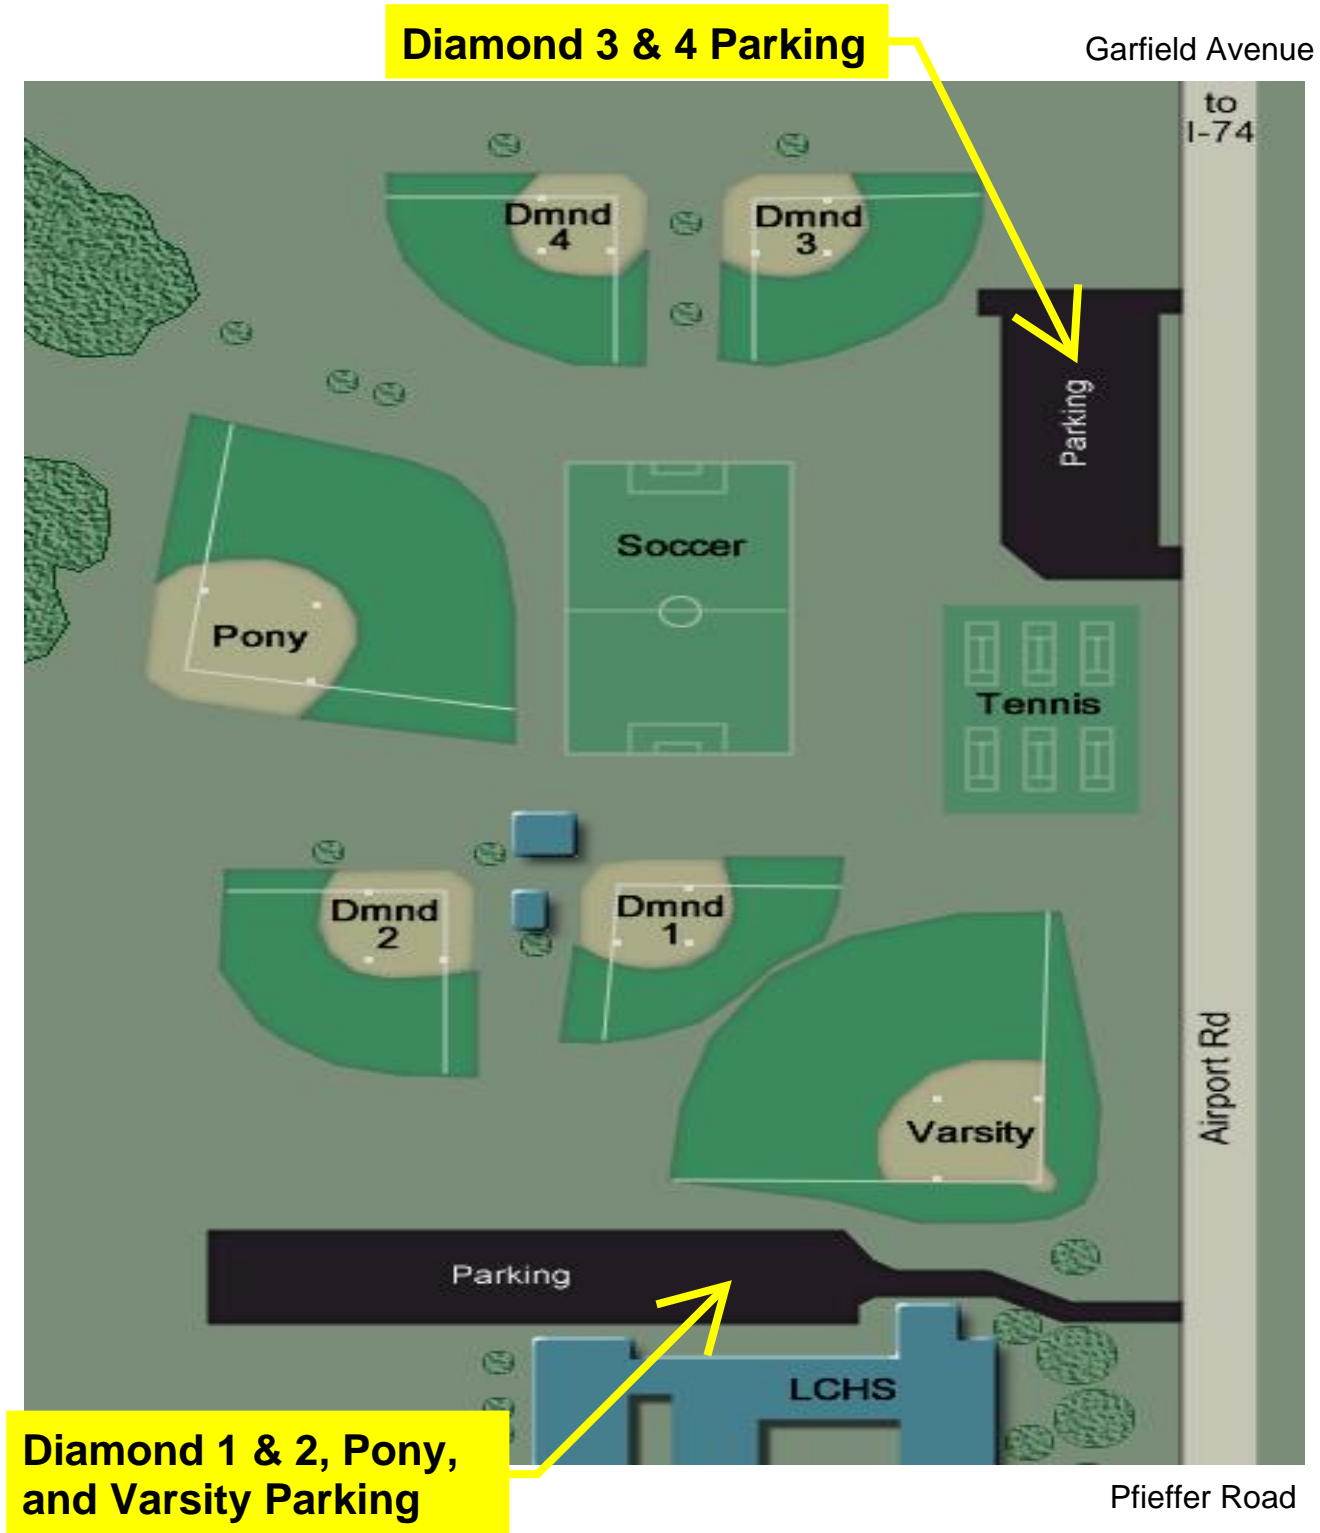 Diamond 3 & 4 Parking
Garfield Avenue
to
I-74
Dmnd
4
Dmnd
3
Parking
Soccer
Pony
Tennis
Dmnd
2
Dmnd
1
Airport Rd
Varsity
Parking
LCHS
Diamond 1 & 2, Pony,
and Varsity Parking
Pfieffer Road